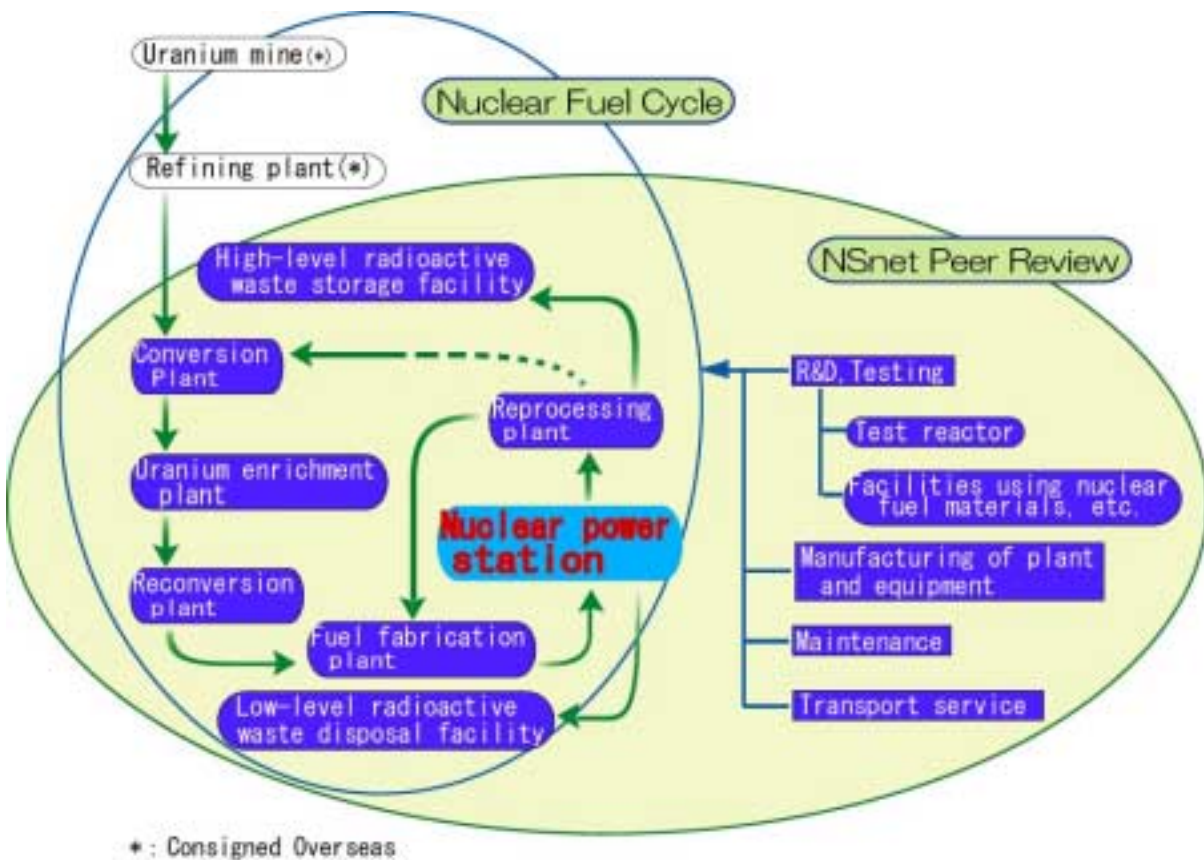 Uranium mine(*)
Nuclear Fuel Cycle
Refining plant(*)
High-level radioactive
waste storage facility
NSnet Peer Review
Conversion
Plant
R&D,Testing
Reprocessing
plant
Test reactor
Uranium enrichment
plant
Facilities using nuclear
fuel materials, etc.
Nuclear power
station
Reconversion
plant
Manufacturing of plant
and equipment
Fuel fabrication
plant
Maintenance
Low-level radioactive
waste disposal facility
Transport service
*: Consigned Overseas